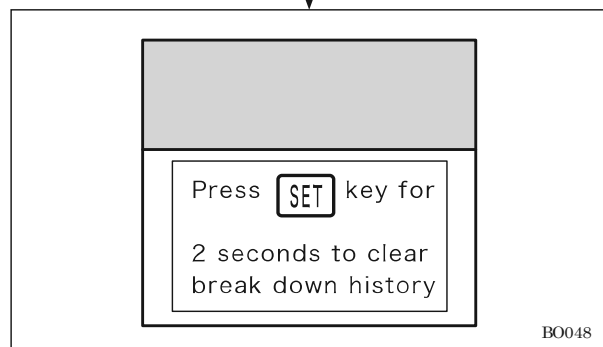 Press SET key for
2 seconds to clear
break down history
BO048